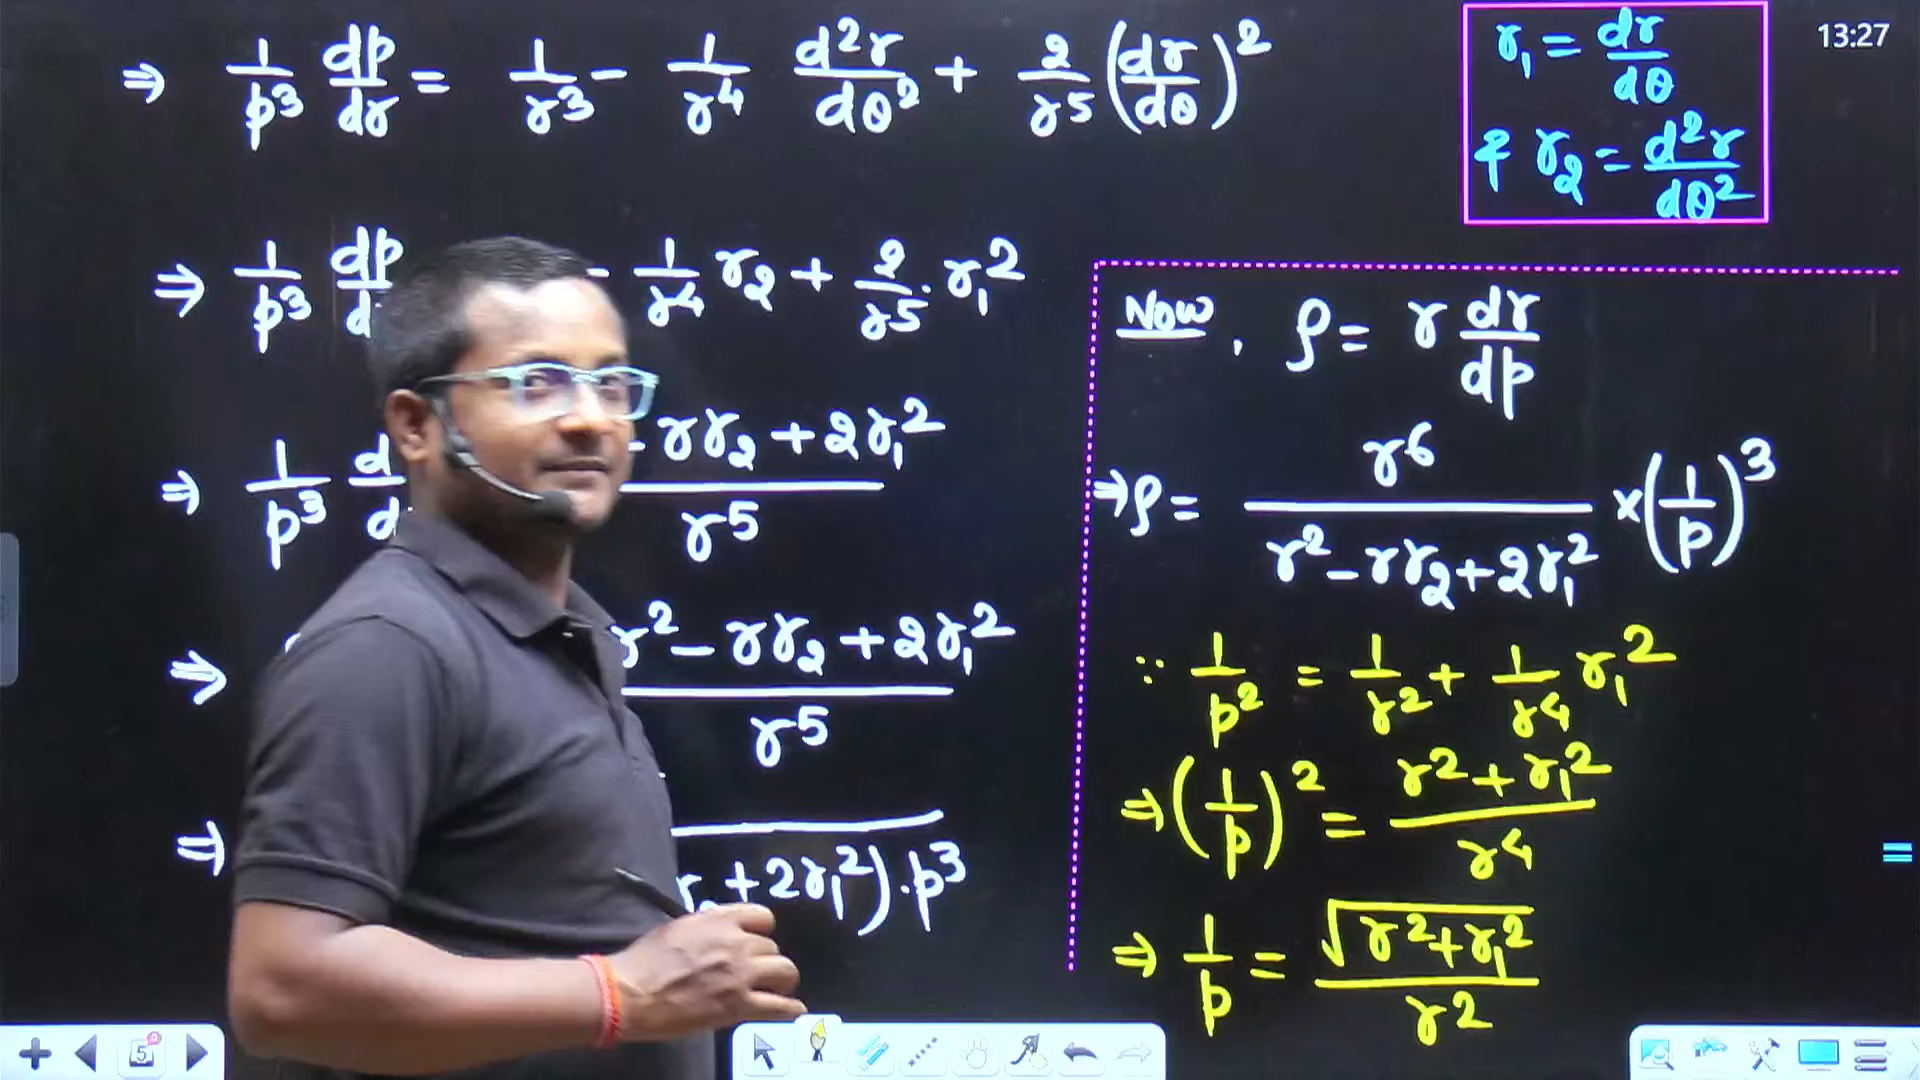 ⇒ 1/p³ dp/dr = 1/r³ - 1/r⁴ d²r/dθ² + 2/r⁵ (dr/dθ)²
r₁ = dr/dθ
& r₂ = d²r/dθ²
13:27
⇒ 1/p³ dp/d - 1/r⁴ r₂ + 2/r⁵ . r₁²
⇒ 1/p³ d/d - rr₂ + 2r₁² / r⁵
⇒ r² - rr₂ + 2r₁² / r⁵
⇒ + 2r₁²) . p³
Now, ρ = r dr/dp
⇒ ρ = r⁶ / r² - rr₂ + 2r₁² × (1/p)³
∵ 1/p² = 1/r² + 1/r⁴ r₁²
⇒ (1/p)² = r² + r₁² / r⁴
⇒ 1/p = √r² + r₁² / r²
5